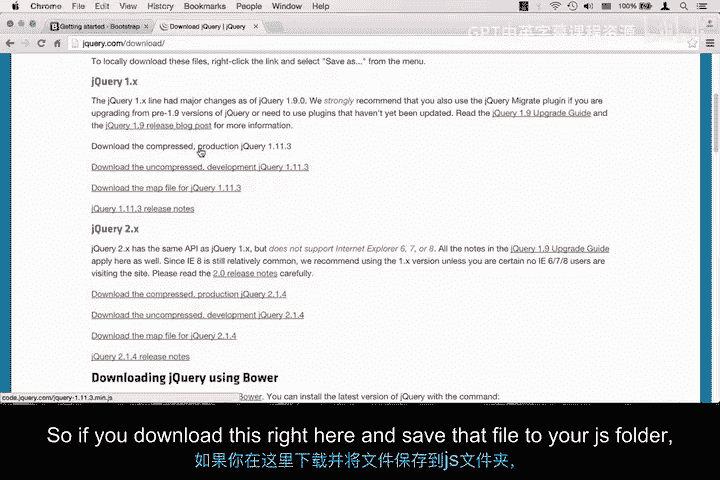 Chrome File Edit View History Bookmarks People Window Help 100%
Getting started · Bootstrap
Download jQuery | jQuery
jquery.com/download/
GPT中英字幕课程资源
To locally download these files, right-click the link and select "Save as..." from the menu.
jQuery 1.x
The jQuery 1.x line had major changes as of jQuery 1.9.0. We strongly recommend that you also use the jQuery Migrate plugin if you are
upgrading from pre-1.9 versions of jQuery or need to use plugins that haven't yet been updated. Read the jQuery 1.9 Upgrade Guide and
the jQuery 1.9 release blog post for more information.
Download the compressed, production jQuery 1.11.3
Download the uncompressed, development jQuery 1.11.3
Download the map file for jQuery 1.11.3
jQuery 1.11.3 release notes
jQuery 2.x
jQuery 2.x has the same API as jQuery 1.x, but does not support Internet Explorer 6, 7, or 8. All the notes in the jQuery 1.9 Upgrade Guide
apply here as well. Since IE 8 is still relatively common, we recommend using the 1.x version unless you are certain no IE 6/7/8 users are
visiting the site. Please read the 2.0 release notes carefully.
Download the compressed, production jQuery 2.1.4
Download the uncompressed, development jQuery 2.1.4
Download the map file for jQuery 2.1.4
jQuery 2.1.4 release notes
Downloading jQuery using Bower
code.jquery.com/jquery-1.11.3.min.js
Bower. You can install the latest version of jQuery with the command:
So if you download this right here and save that file to your js folder,
如果你在这里下载并将文件保存到js文件夹，